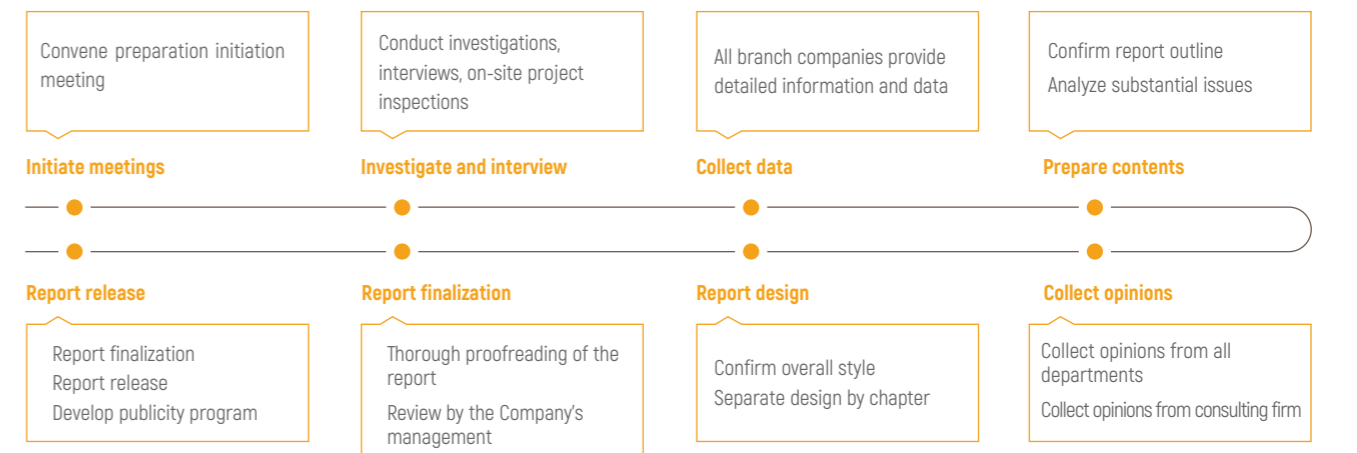 Convene preparation initiation
meeting
Conduct investigations,
interviews, on-site project
inspections
All branch companies provide
detailed information and data
Confirm report outline
Analyze substantial issues
Initiate meetings
Investigate and interview
Collect data
Prepare contents
Report release
Report finalization
Report design
Collect opinions
Report finalization
Report release
Develop publicity program
Thorough proofreading of the
report
Review by the Company's
management
Confirm overall style
Separate design by chapter
Collect opinions from all
departments
Collect opinions from consulting firm